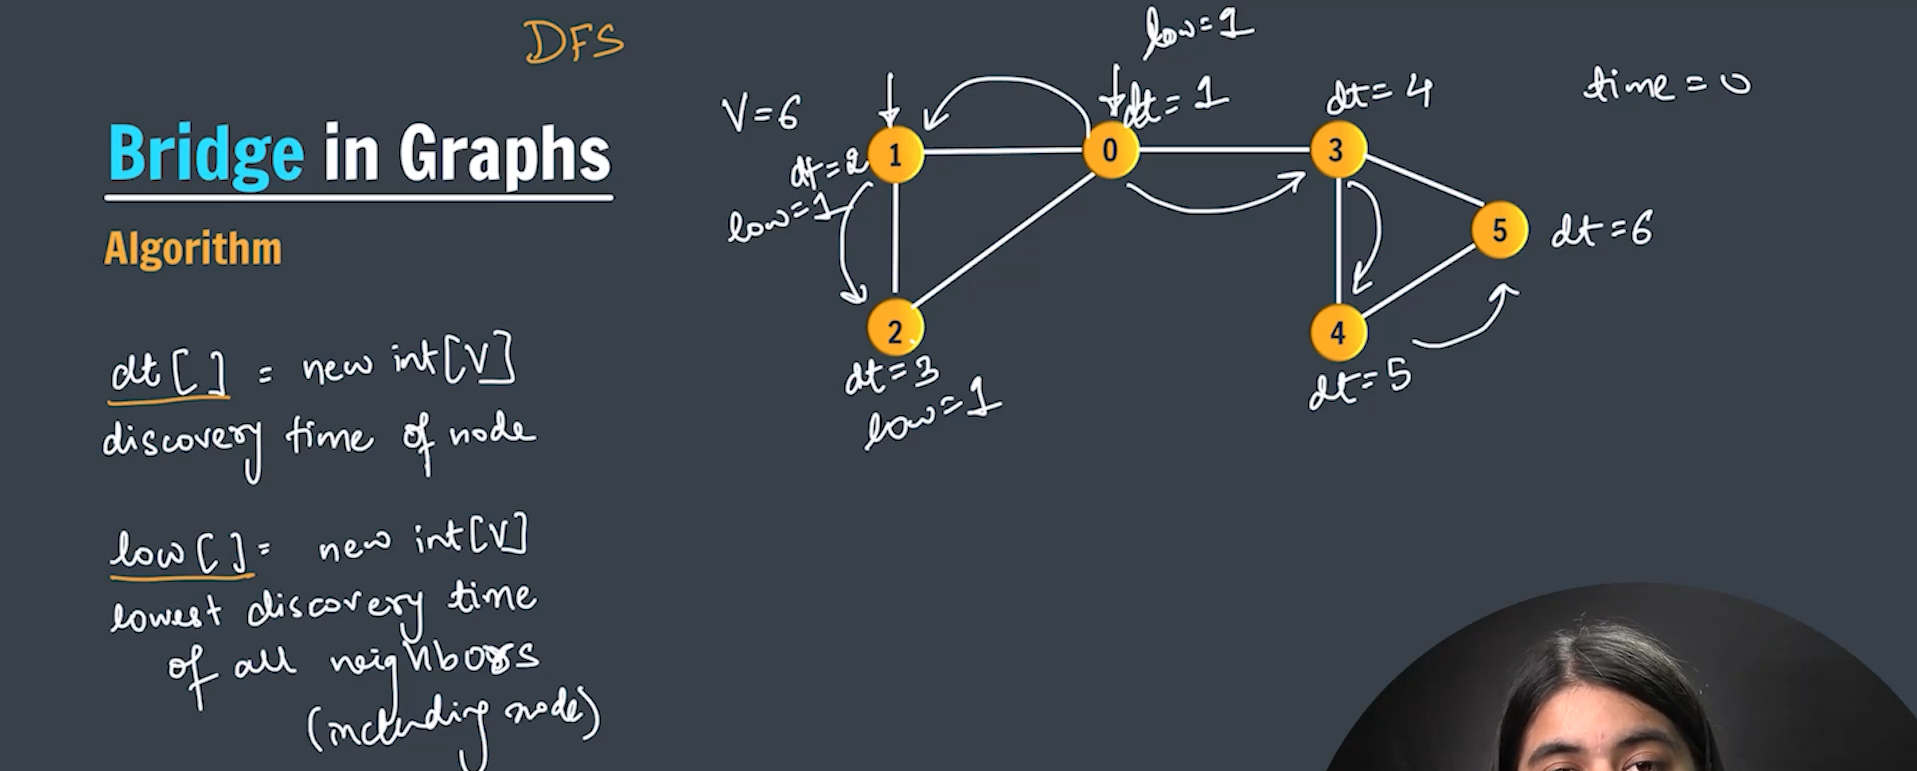 DFS
Bridge in Graphs
Algorithm
dt[ ] = new int[V]
discovery time of node
low[ ] = new int[V]
lowest discovery time
of all neighbors
(including node)
V=6
low=1
dt=1
dt=4
time=0
1
0
3
dt=2
low=1
5
dt=6
2
4
dt=3
low=1
dt=5